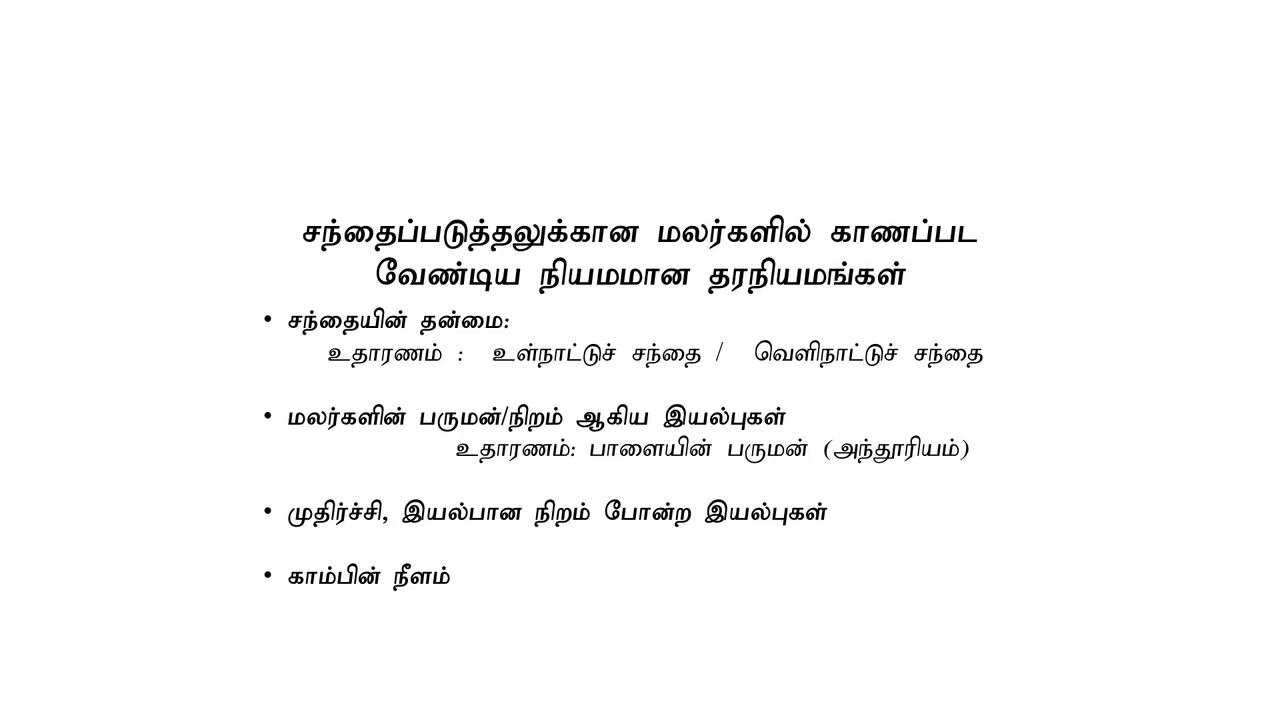 சந்தைப்படுத்தலுக்கான மலர்களில் காணப்பட
வேண்டிய நியமமான தரநியமங்கள்
• சந்தையின் தன்மை:
உதாரணம் : உள்நாட்டுச் சந்தை / வெளிநாட்டுச் சந்தை
• மலர்களின் பருமன்/நிறம் ஆகிய இயல்புகள்
உதாரணம்: பாளையின் பருமன் (அந்தூரியம்)
• முதிர்ச்சி, இயல்பான நிறம் போன்ற இயல்புகள்
• காம்பின் நீளம்